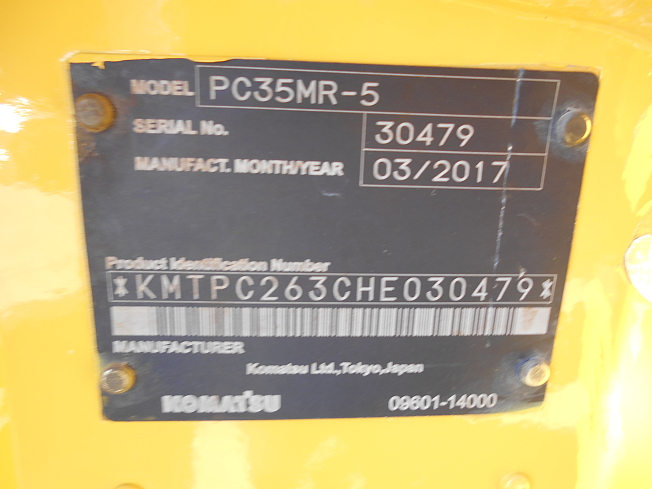 MODEL PC35MR-5
SERIAL No. 30479
MANUFACT. MONTH/YEAR 03/2017
Product Identification Number
*KMTPC263CHE030479*
MANUFACTURER
Komatsu Ltd.,Tokyo,Japan
KOMATSU 09601-14000